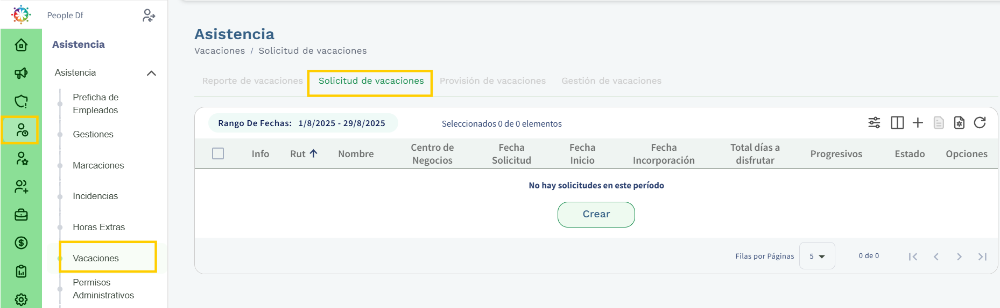 People Df
Asistencia
Asistencia
Preficha de
Empleados
Gestiones
Marcaciones
Incidencias
Horas Extras
Vacaciones
Permisos
Administrativos
Asistencia
Vacaciones / Solicitud de vacaciones
Reporte de vacaciones Solicitud de vacaciones Provisión de vacaciones Gestión de vacaciones
Rango De Fechas: 1/8/2025 - 29/8/2025 Seleccionados 0 de 0 elementos
Info Rut Nombre Centro de Negocios Fecha Solicitud Fecha Inicio Fecha Incorporación Total días a disfrutar Progresivos Estado Opciones
No hay solicitudes en este período
Crear
Filas por Páginas 5 0 de 0